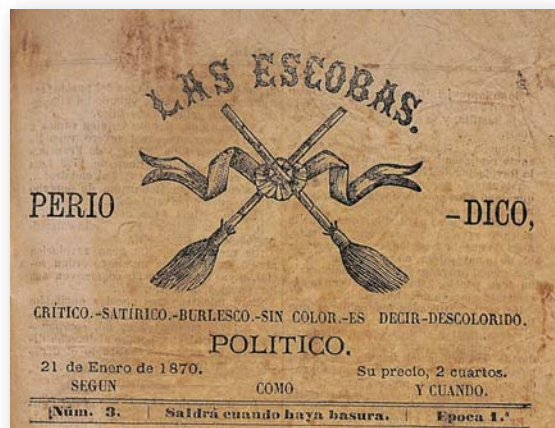 LAS ESCOBAS.
PERIO -DICO,
CRÍTICO.-SATÍRICO.-BURLESCO.-SIN COLOR.-ES DECIR-DESCOLORIDO.
POLITICO.
21 de Enero de 1870. Su precio, 2 cuartos.
SEGUN COMO Y CUANDO.
Núm. 3. | Saldrá cuando haya basura. | Epoca 1.ª